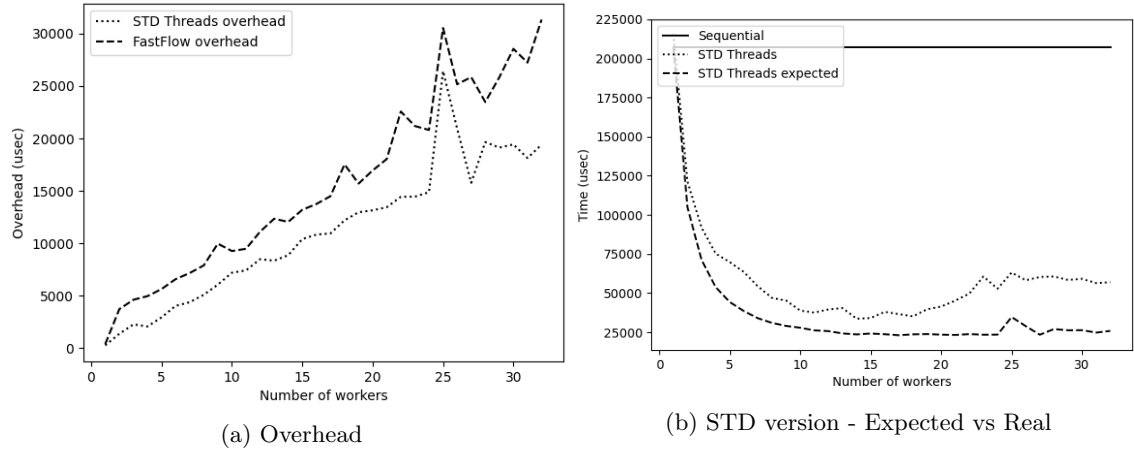 STD Threads overhead
FastFlow overhead
30000
25000
20000
15000
10000
5000
0
Overhead (usec)
0 5 10 15 20 25 30
Number of workers
(a) Overhead
Sequential
STD Threads
STD Threads expected
225000
200000
175000
150000
125000
100000
75000
50000
25000
Time (usec)
0 5 10 15 20 25 30
Number of workers
(b) STD version - Expected vs Real